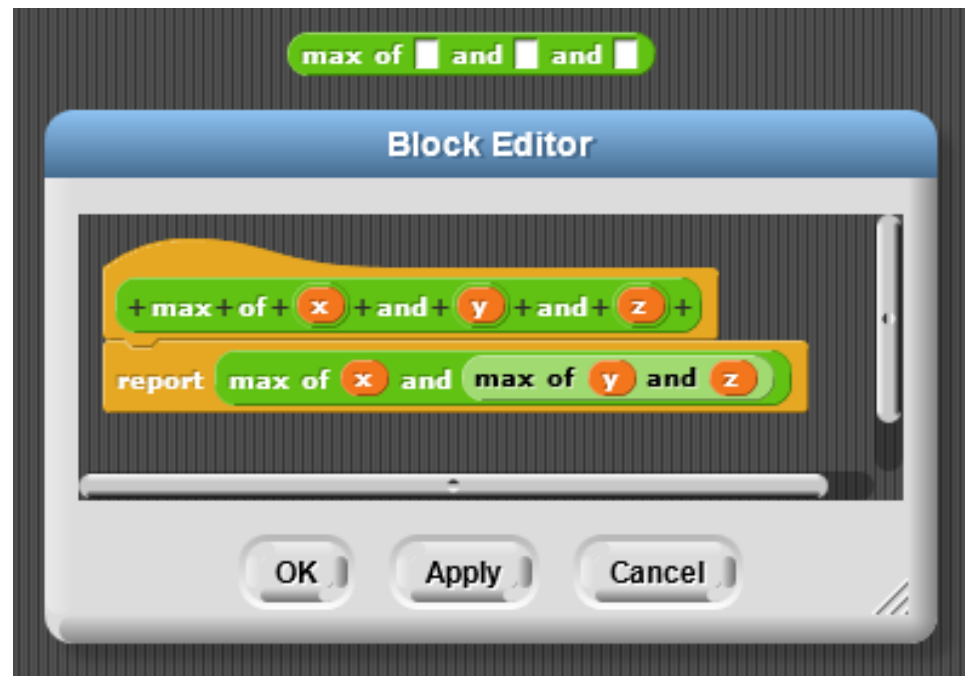 max of and and
Block Editor
+max+of+x+and+y+and+z+
report max of x and max of y and z
OK Apply Cancel